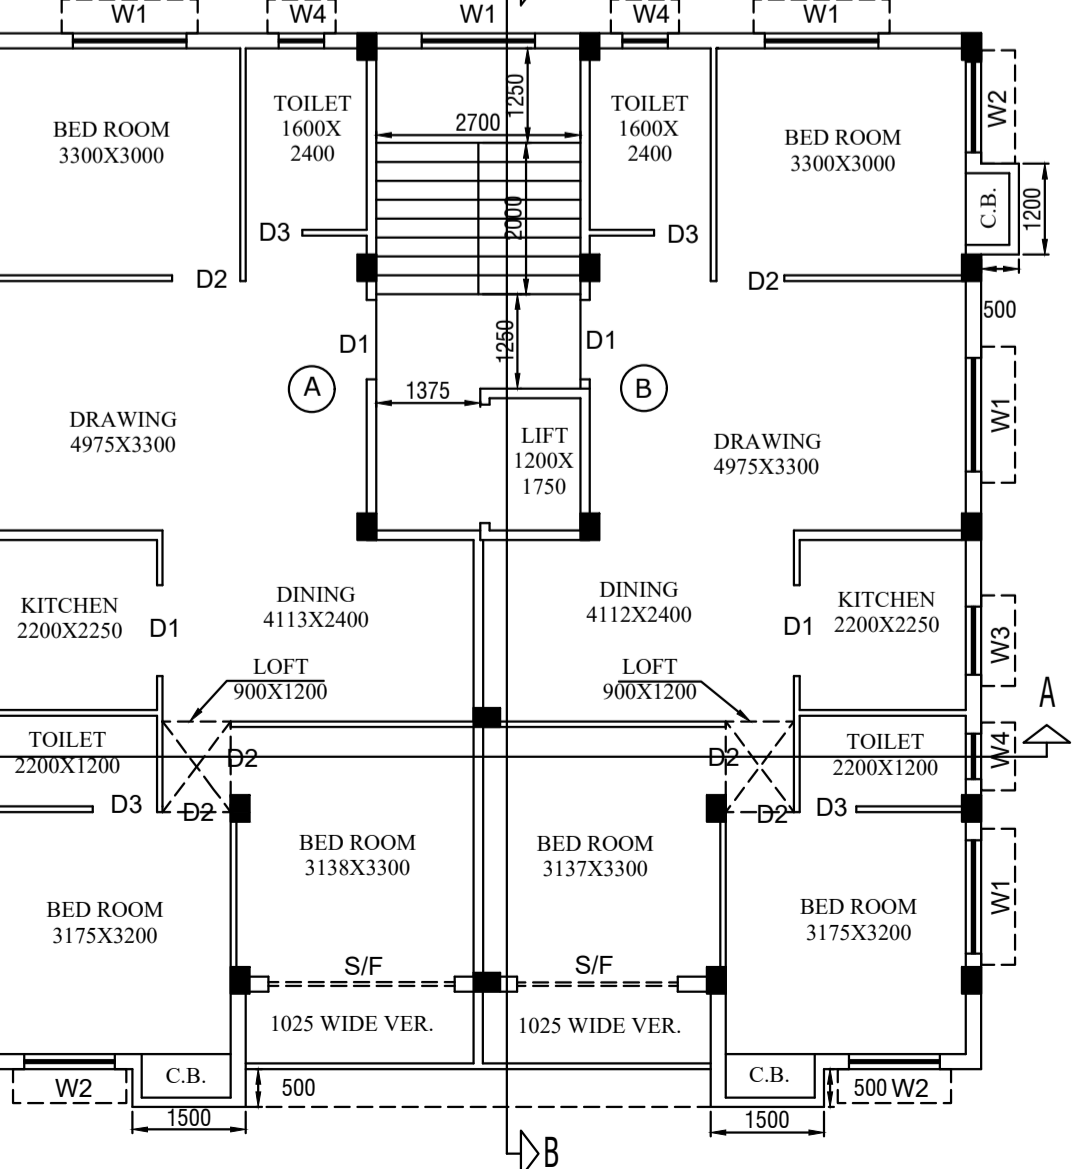 W1
W4
W1
W4
W1
BED ROOM
3300X3000
TOILET
1600X
2400
2700
1250
TOILET
1600X
2400
BED ROOM
3300X3000
W2
C.B.
1200
2000
D3
D3
D2
D2
500
D1
1250
D1
A
1375
B
W1
DRAWING
4975X3300
LIFT
1200X
1750
DRAWING
4975X3300
KITCHEN
2200X2250
D1
DINING
4113X2400
DINING
4112X2400
D1
KITCHEN
2200X2250
W3
LOFT
900X1200
LOFT
900X1200
A
TOILET
2200X1200
D2
D2
TOILET
2200X1200
W4
D3
D2
D2
D3
BED ROOM
3138X3300
BED ROOM
3137X3300
BED ROOM
3175X3200
BED ROOM
3175X3200
W1
S/F
S/F
1025 WIDE VER.
1025 WIDE VER.
W2
C.B.
500
C.B.
500
W2
1500
1500
B